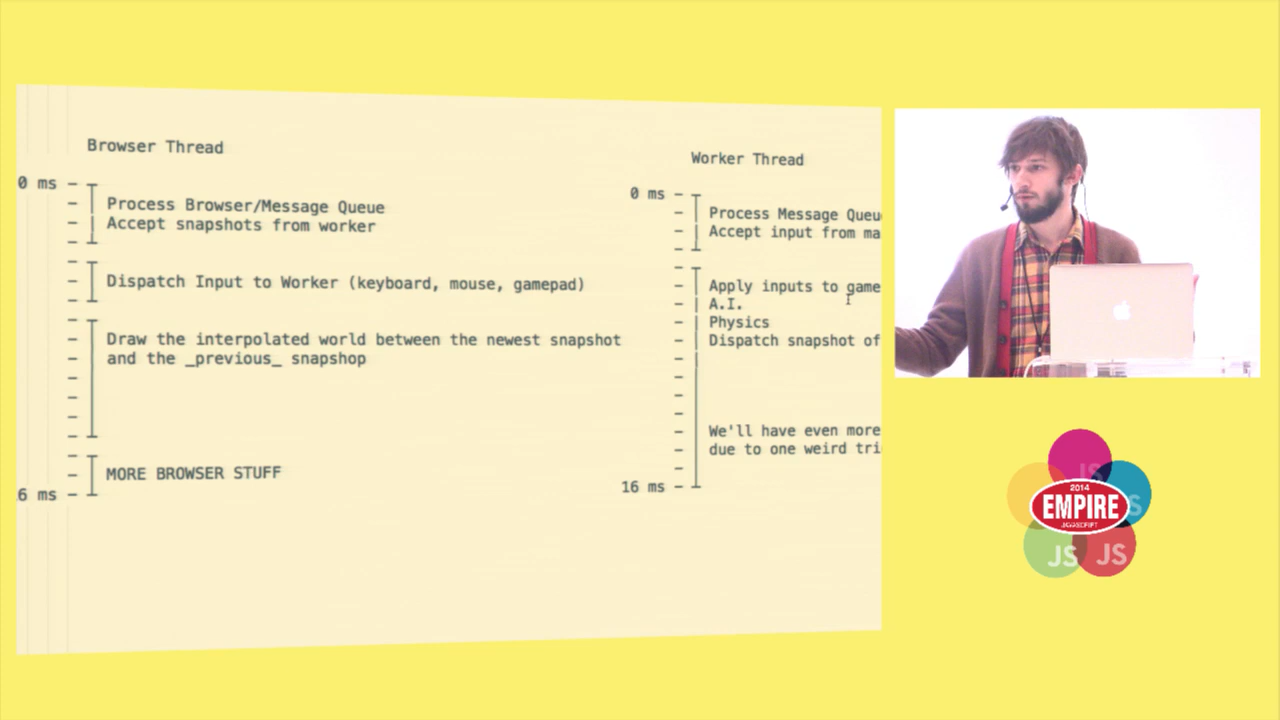 Browser Thread
0 ms
Process Browser/Message Queue
Accept snapshots from worker
Dispatch Input to Worker (keyboard, mouse, gamepad)
Draw the interpolated world between the newest snapshot
and the _previous_ snapshop
MORE BROWSER STUFF
6 ms
Worker Thread
0 ms
Process Message Queu
Accept input from ma
Apply inputs to game
A.I.
Physics
Dispatch snapshot of
We'll have even more
due to one weird tri
16 ms
JS
2014
EMPIRE
JAVASCRIPT
S
JS
JS